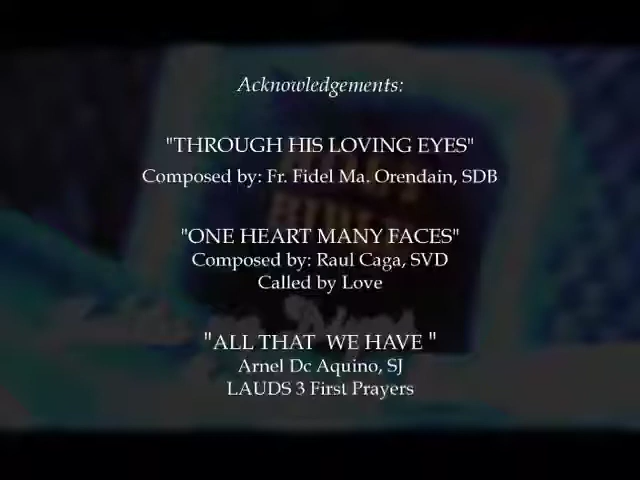 Acknowledgements:
"THROUGH HIS LOVING EYES"
Composed by: Fr. Fidel Ma. Orendain, SDB
"ONE HEART MANY FACES"
Composed by: Raul Caga, SVD
Called by Love
"ALL THAT WE HAVE "
Arnel Dc Aquino, SJ
LAUDS 3 First Prayers